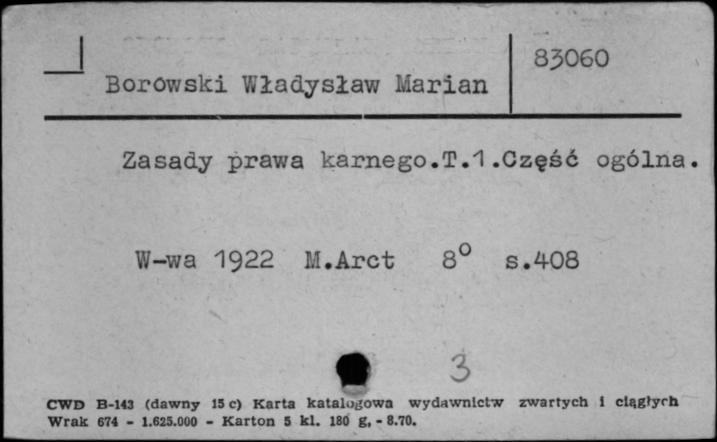 83060
Borowski Władysław Marian
Zasady prawa karnego.T.1.Część ogólna.
W-wa 1922 M.Arct 8° s.408
3
CWD B-143 (dawny 15 c) Karta katalogowa wydawnictw zwartych i ciągłych
Wrak 674 - 1.625.000 - Karton 5 kl. 180 g, - 8.70.